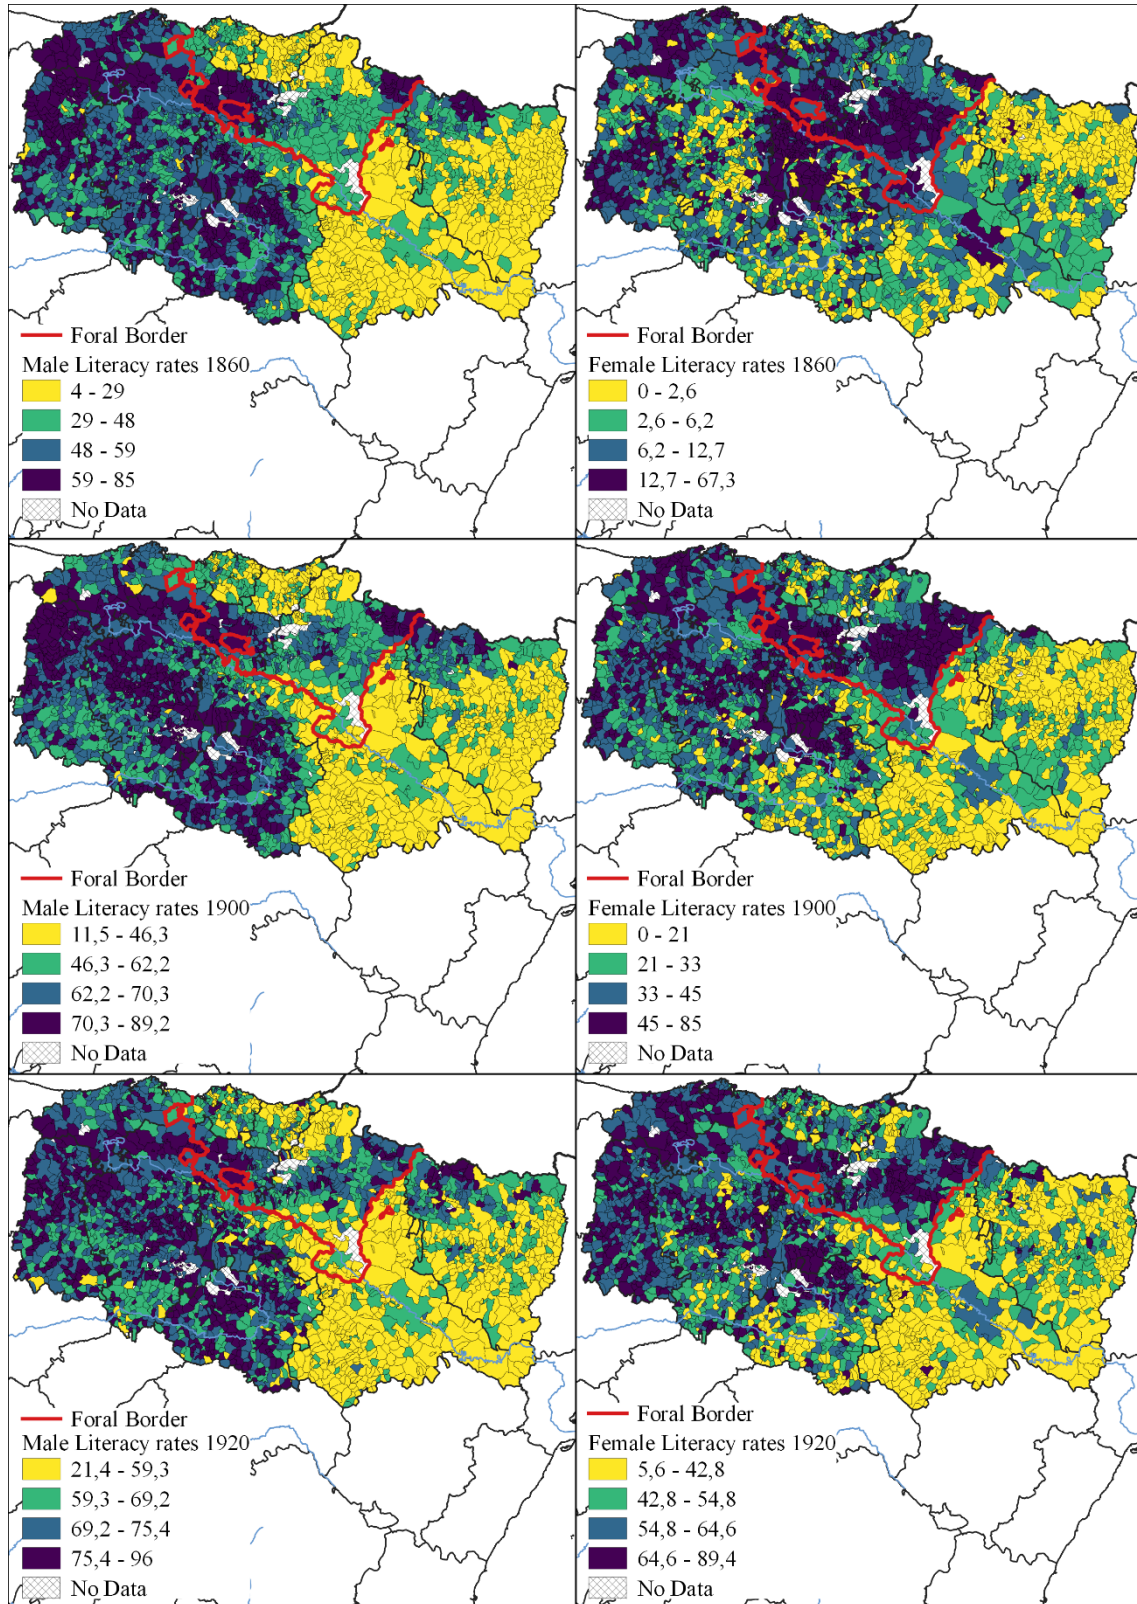 Foral Border
Male Literacy rates 1860
4 - 29
29 - 48
48 - 59
59 - 85
No Data
Foral Border
Female Literacy rates 1860
0 - 2,6
2,6 - 6,2
6,2 - 12,7
12,7 - 67,3
No Data
Foral Border
Male Literacy rates 1900
11,5 - 46,3
46,3 - 62,2
62,2 - 70,3
70,3 - 89,2
No Data
Foral Border
Female Literacy rates 1900
0 - 21
21 - 33
33 - 45
45 - 85
No Data
Foral Border
Male Literacy rates 1920
21,4 - 59,3
59,3 - 69,2
69,2 - 75,4
75,4 - 96
No Data
Foral Border
Female Literacy rates 1920
5,6 - 42,8
42,8 - 54,8
54,8 - 64,6
64,6 - 89,4
No Data